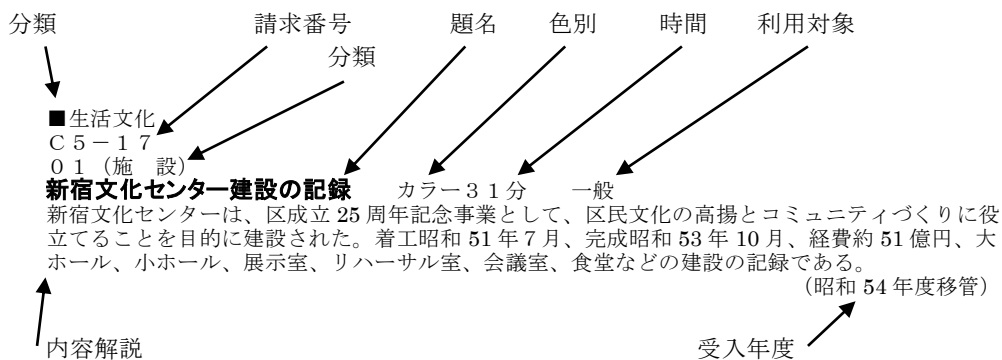 分類 請求番号 題名 色別 時間 利用対象
分類
■生活文化
Ｃ５－１７
０１（施　設）
新宿文化センター建設の記録　カラー３１分　一般
新宿文化センターは、区成立 25 周年記念事業として、区民文化の高揚とコミュニティづくりに役
立てることを目的に建設された。着工昭和 51 年７月、完成昭和 53 年 10 月、経費約 51 億円、大
ホール、小ホール、展示室、リハーサル室、会議室、食堂などの建設の記録である。
（昭和 54 年度移管）
内容解説 受入年度